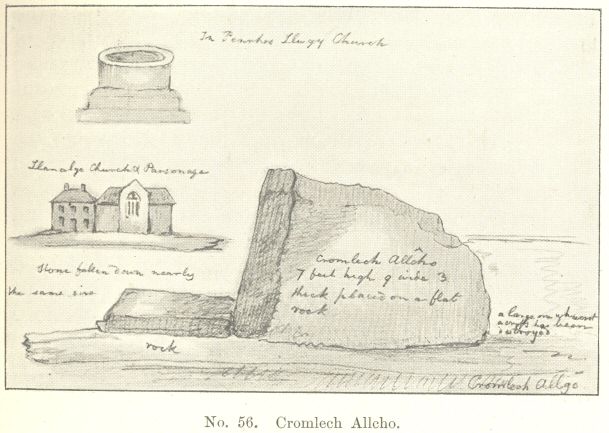 In Penrhos Llugy Church
Llanalgo Church & Parsonage
Stone fallen down nearly
the same size
Cromlech Allcho
7 feet high 9 wide 3
thick placed on a flat
rock
rock
a large one
across has been
destroyed
Cromlech Allgo
No. 56. Cromlech Allcho.